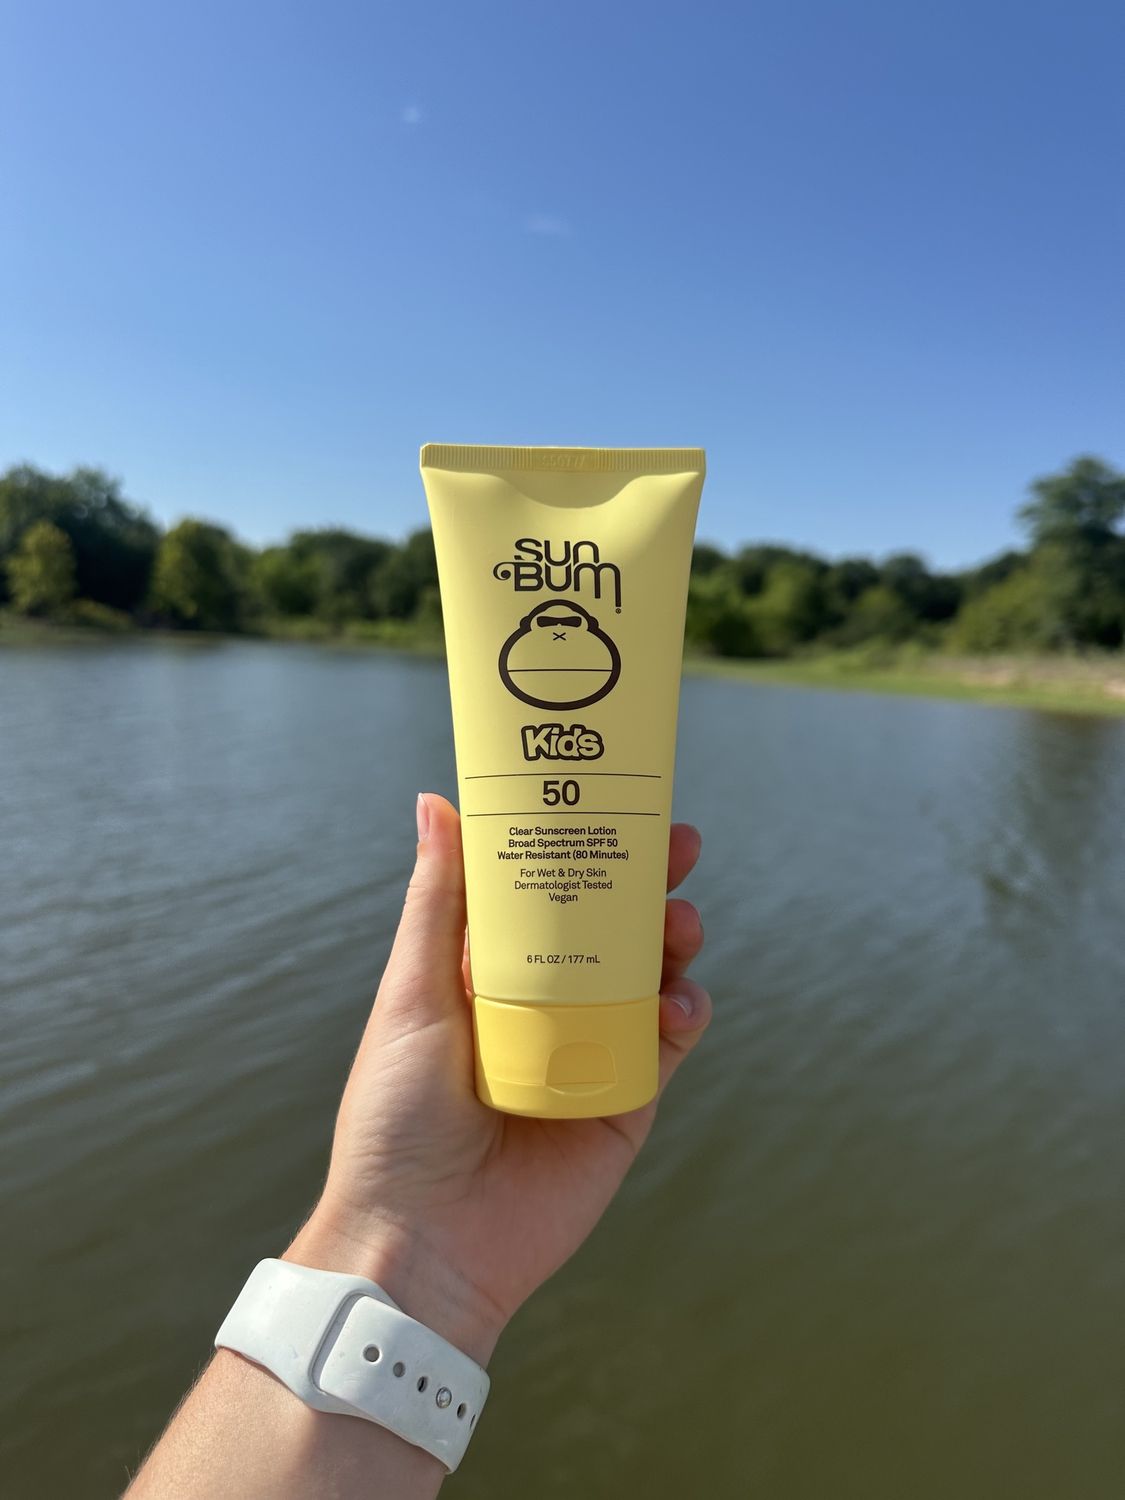 sun
Bum
Kids
50
Clear Sunscreen Lotion
Broad Spectrum SPF 50
Water Resistant (80 Minutes)
For Wet & Dry Skin
Dermatologist Tested
Vegan
6 FL OZ / 177 mL